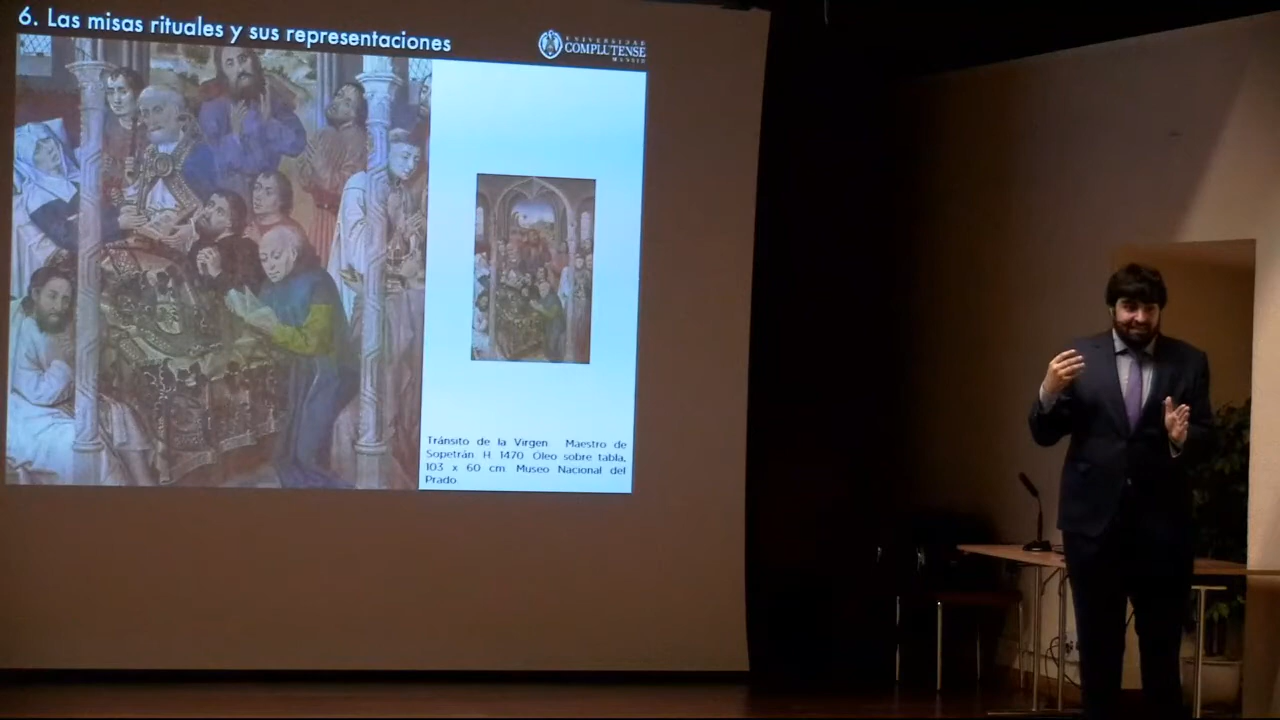 6. Las misas rituales y sus representaciones
UNIVERSIDAD
COMPLUTENSE
MADRID
Tránsito de la Virgen. Maestro de
Sopetrán. H. 1470. Óleo sobre tabla,
103 x 60 cm. Museo Nacional del
Prado.